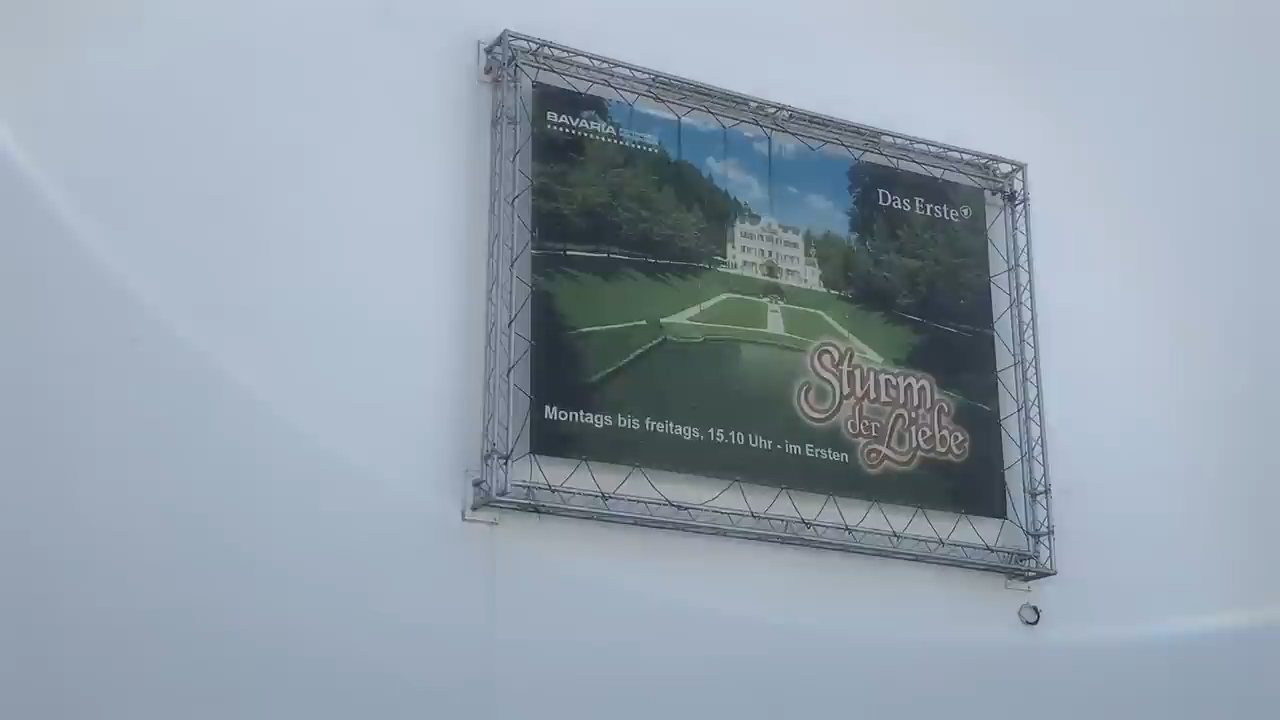 BAVARIA
Das Erste
Sturm
der Liebe
Montags bis freitags, 15.10 Uhr - im Ersten